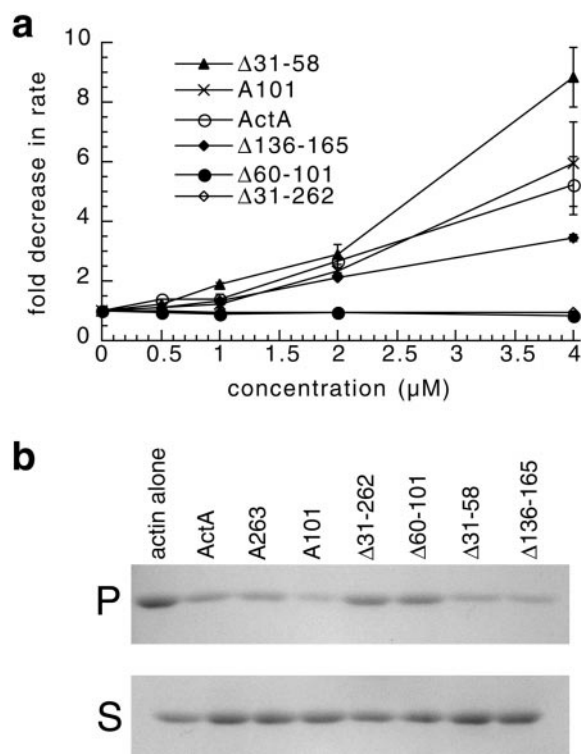 a
fold decrease in rate
10
8
6
4
2
0
Δ31-58
A101
ActA
Δ136-165
Δ60-101
Δ31-262
0 0.5 1 1.5 2 2.5 3 3.5 4
concentration (μM)
b
actin alone
ActA
A263
A101
Δ31-262
Δ60-101
Δ31-58
Δ136-165
P
S